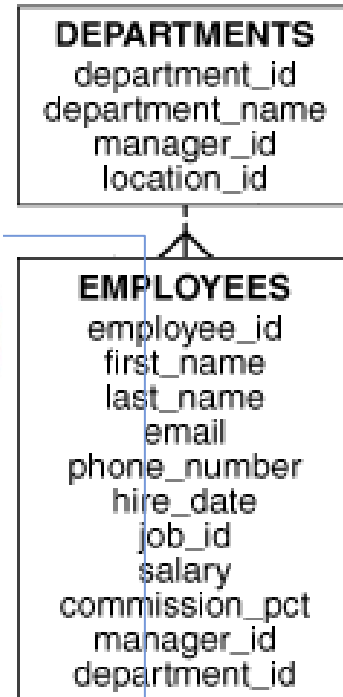 DEPARTMENTS
department_id
department_name
manager_id
location_id
EMPLOYEES
employee_id
first_name
last_name
email
phone_number
hire_date
job_id
salary
commission_pct
manager_id
department_id